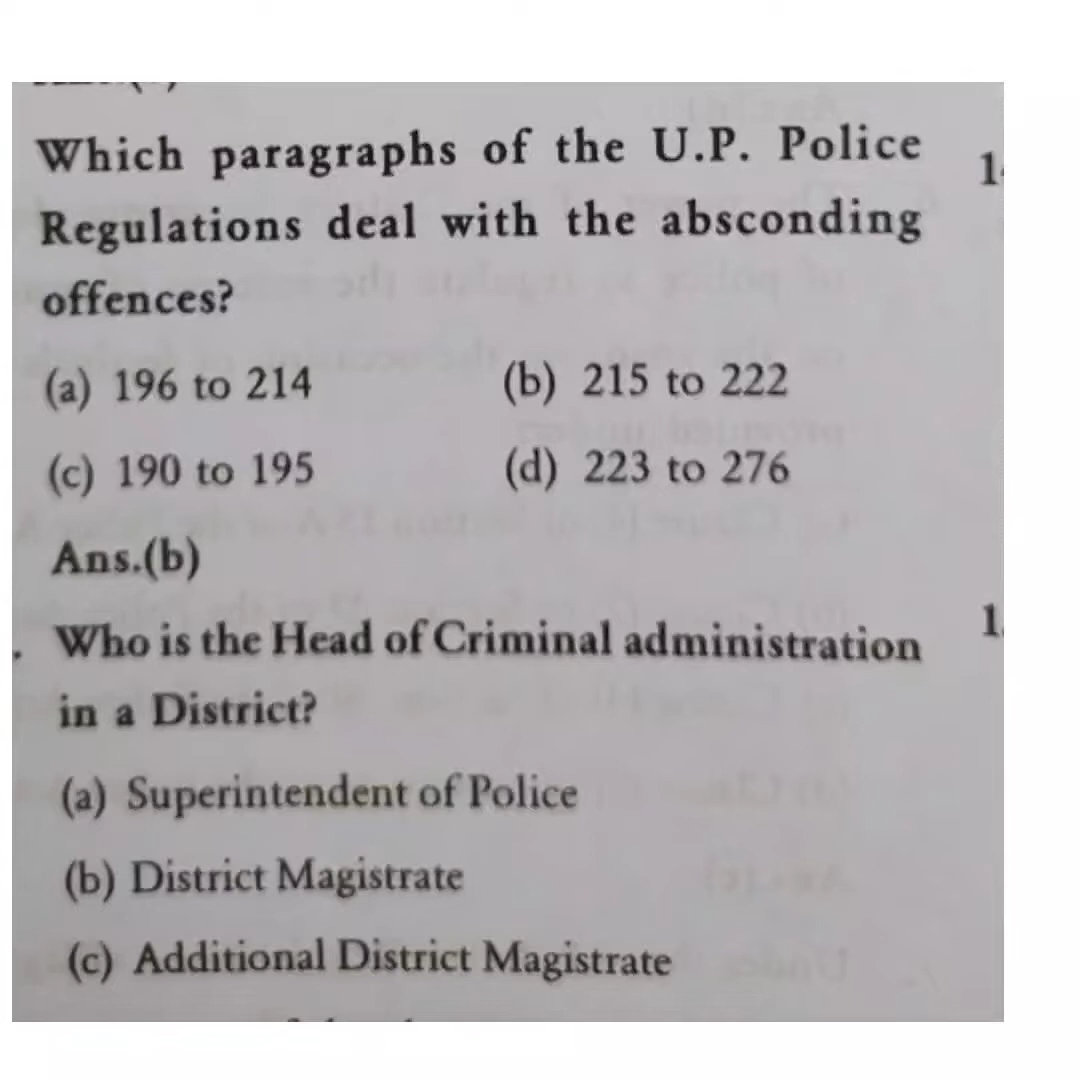 Which paragraphs of the U.P. Police
Regulations deal with the absconding
offences?
(a) 196 to 214 (b) 215 to 222
(c) 190 to 195 (d) 223 to 276
Ans.(b)
. Who is the Head of Criminal administration
in a District?
(a) Superintendent of Police
(b) District Magistrate
(c) Additional District Magistrate